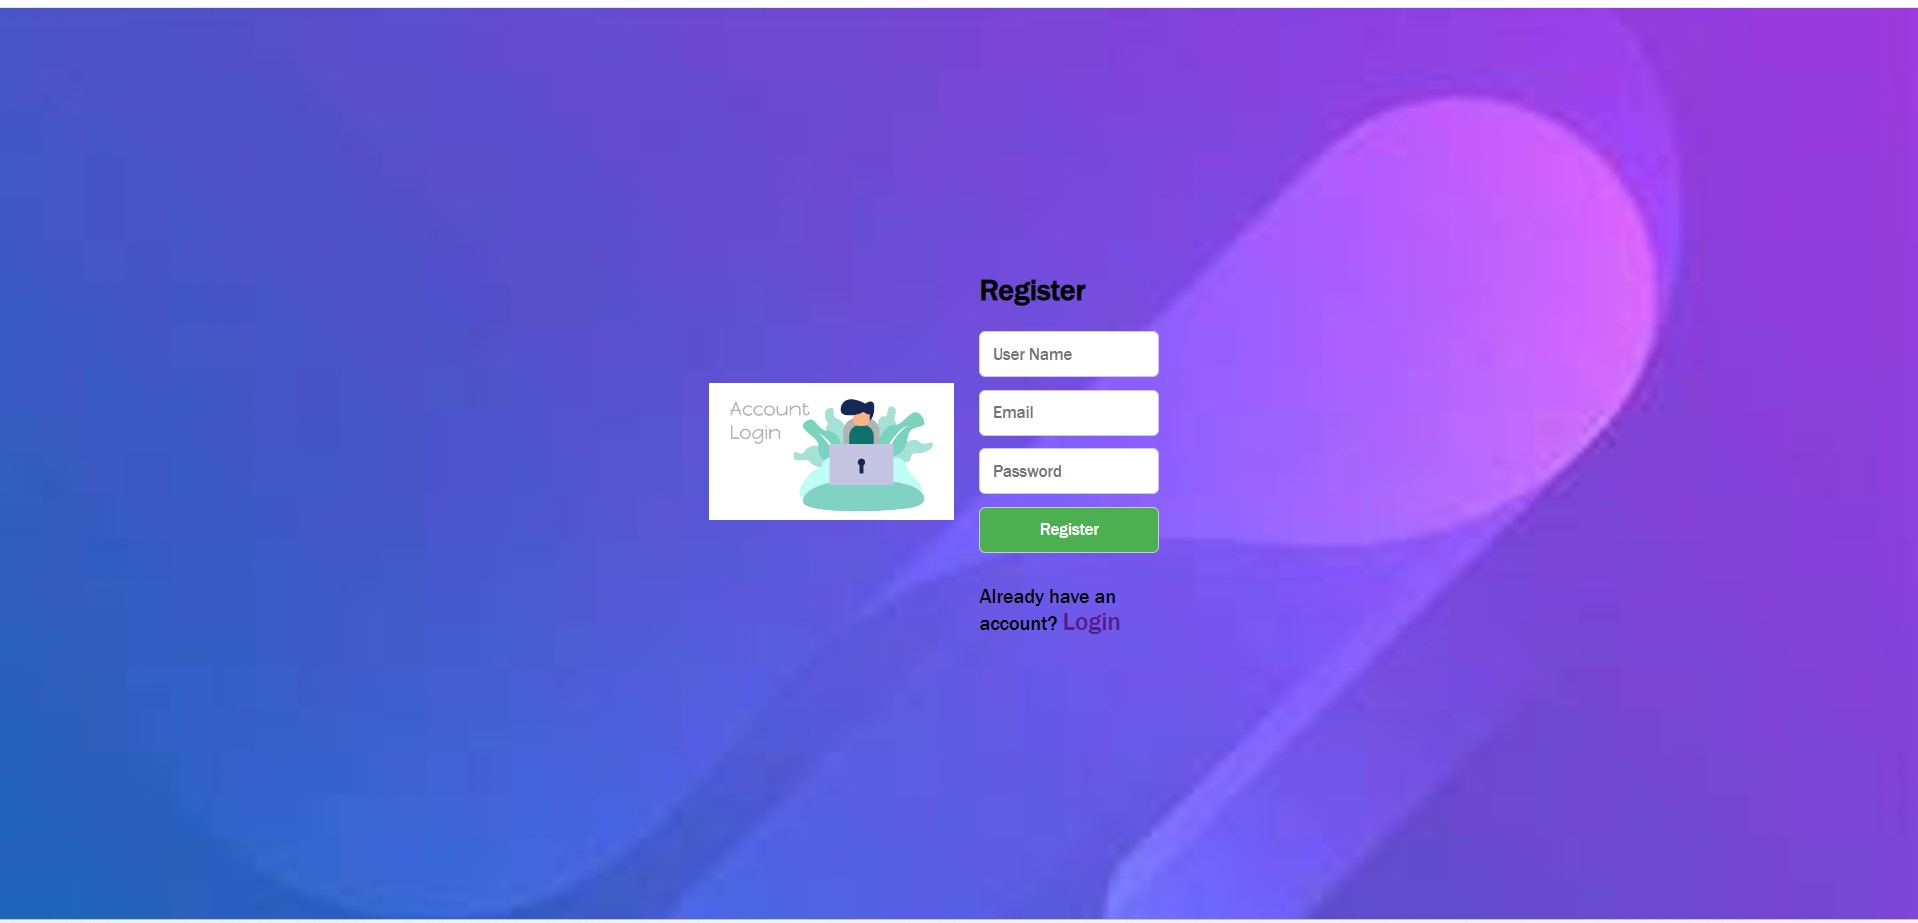 Account
Login
Register
User Name
Email
Password
Register
Already have an
account? Login